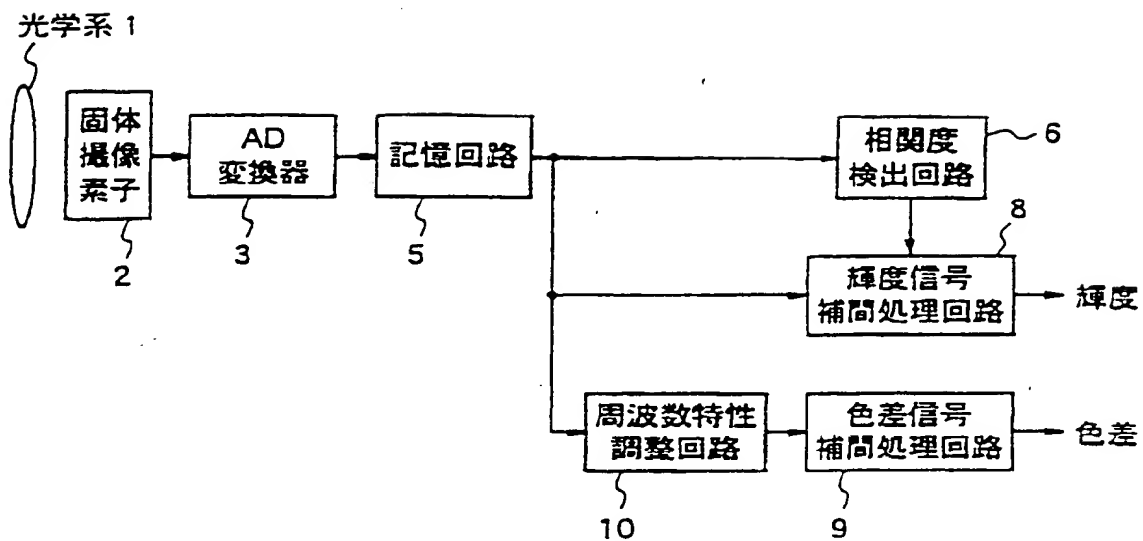 光学系 1
固体
撮像
素子
2
AD
変換器
3
記憶回路
5
相関度
検出回路
6
輝度信号
補間処理回路
8
輝度
周波数特性
調整回路
10
色差信号
補間処理回路
9
色差